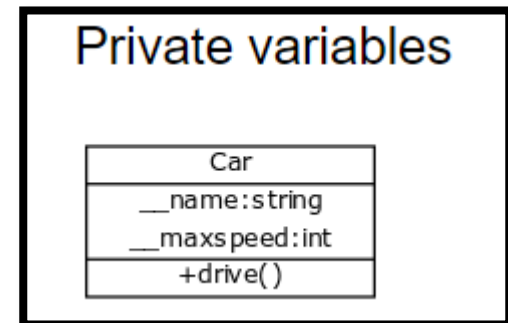 Private variables
Car
__name:string
__maxspeed:int
+drive()